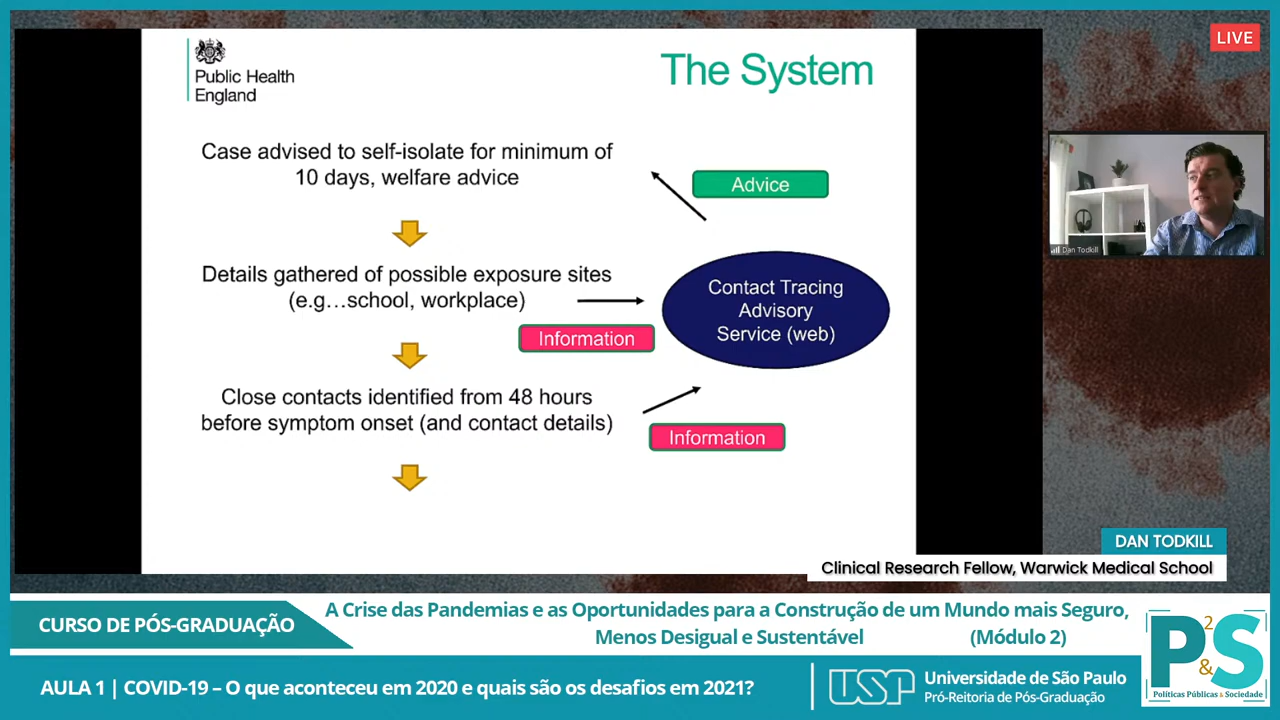 LIVE
Public Health
England
The System
Case advised to self-isolate for minimum of
10 days, welfare advice
Advice
Details gathered of possible exposure sites
(e.g…school, workplace)
Information
Contact Tracing
Advisory
Service (web)
Close contacts identified from 48 hours
before symptom onset (and contact details)
Information
Dan Todkill
DAN TODKILL
Clinical Research Fellow, Warwick Medical School
CURSO DE PÓS-GRADUAÇÃO
A Crise das Pandemias e as Oportunidades para a Construção de um Mundo mais Seguro,
Menos Desigual e Sustentável (Módulo 2)
AULA 1 | COVID-19 – O que aconteceu em 2020 e quais são os desafios em 2021?
USP
Universidade de São Paulo
Pró-Reitoria de Pós-Graduação
P2&S
Políticas Públicas & Sociedade